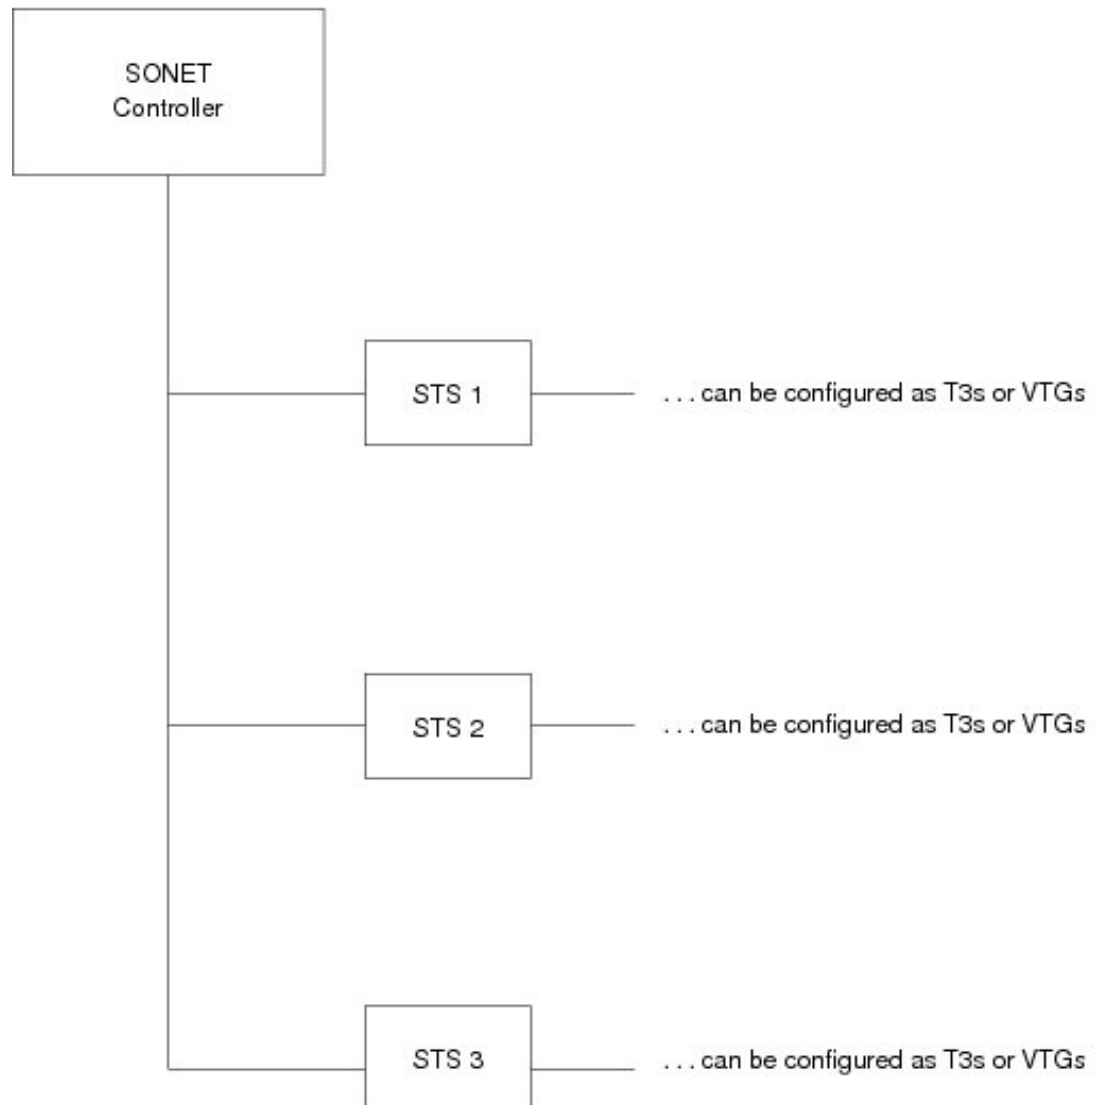 SONET
Controller
STS 1
. . . can be configured as T3s or VTGs
STS 2
. . . can be configured as T3s or VTGs
STS 3
. . . can be configured as T3s or VTGs